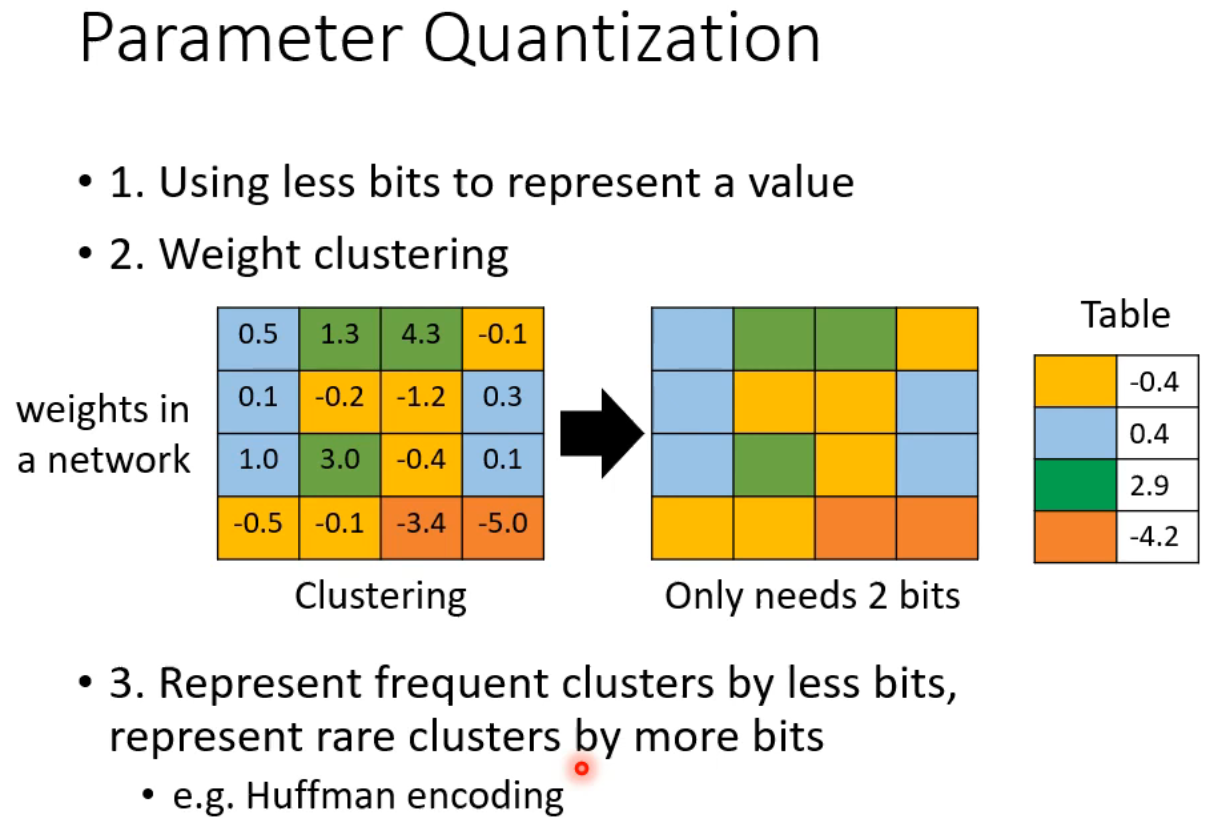 Parameter Quantization
• 1. Using less bits to represent a value
• 2. Weight clustering
weights in
a network
0.5 1.3 4.3 -0.1
0.1 -0.2 -1.2 0.3
1.0 3.0 -0.4 0.1
-0.5 -0.1 -3.4 -5.0
Clustering
Only needs 2 bits
Table
-0.4
0.4
2.9
-4.2
• 3. Represent frequent clusters by less bits,
represent rare clusters by more bits
• e.g. Huffman encoding